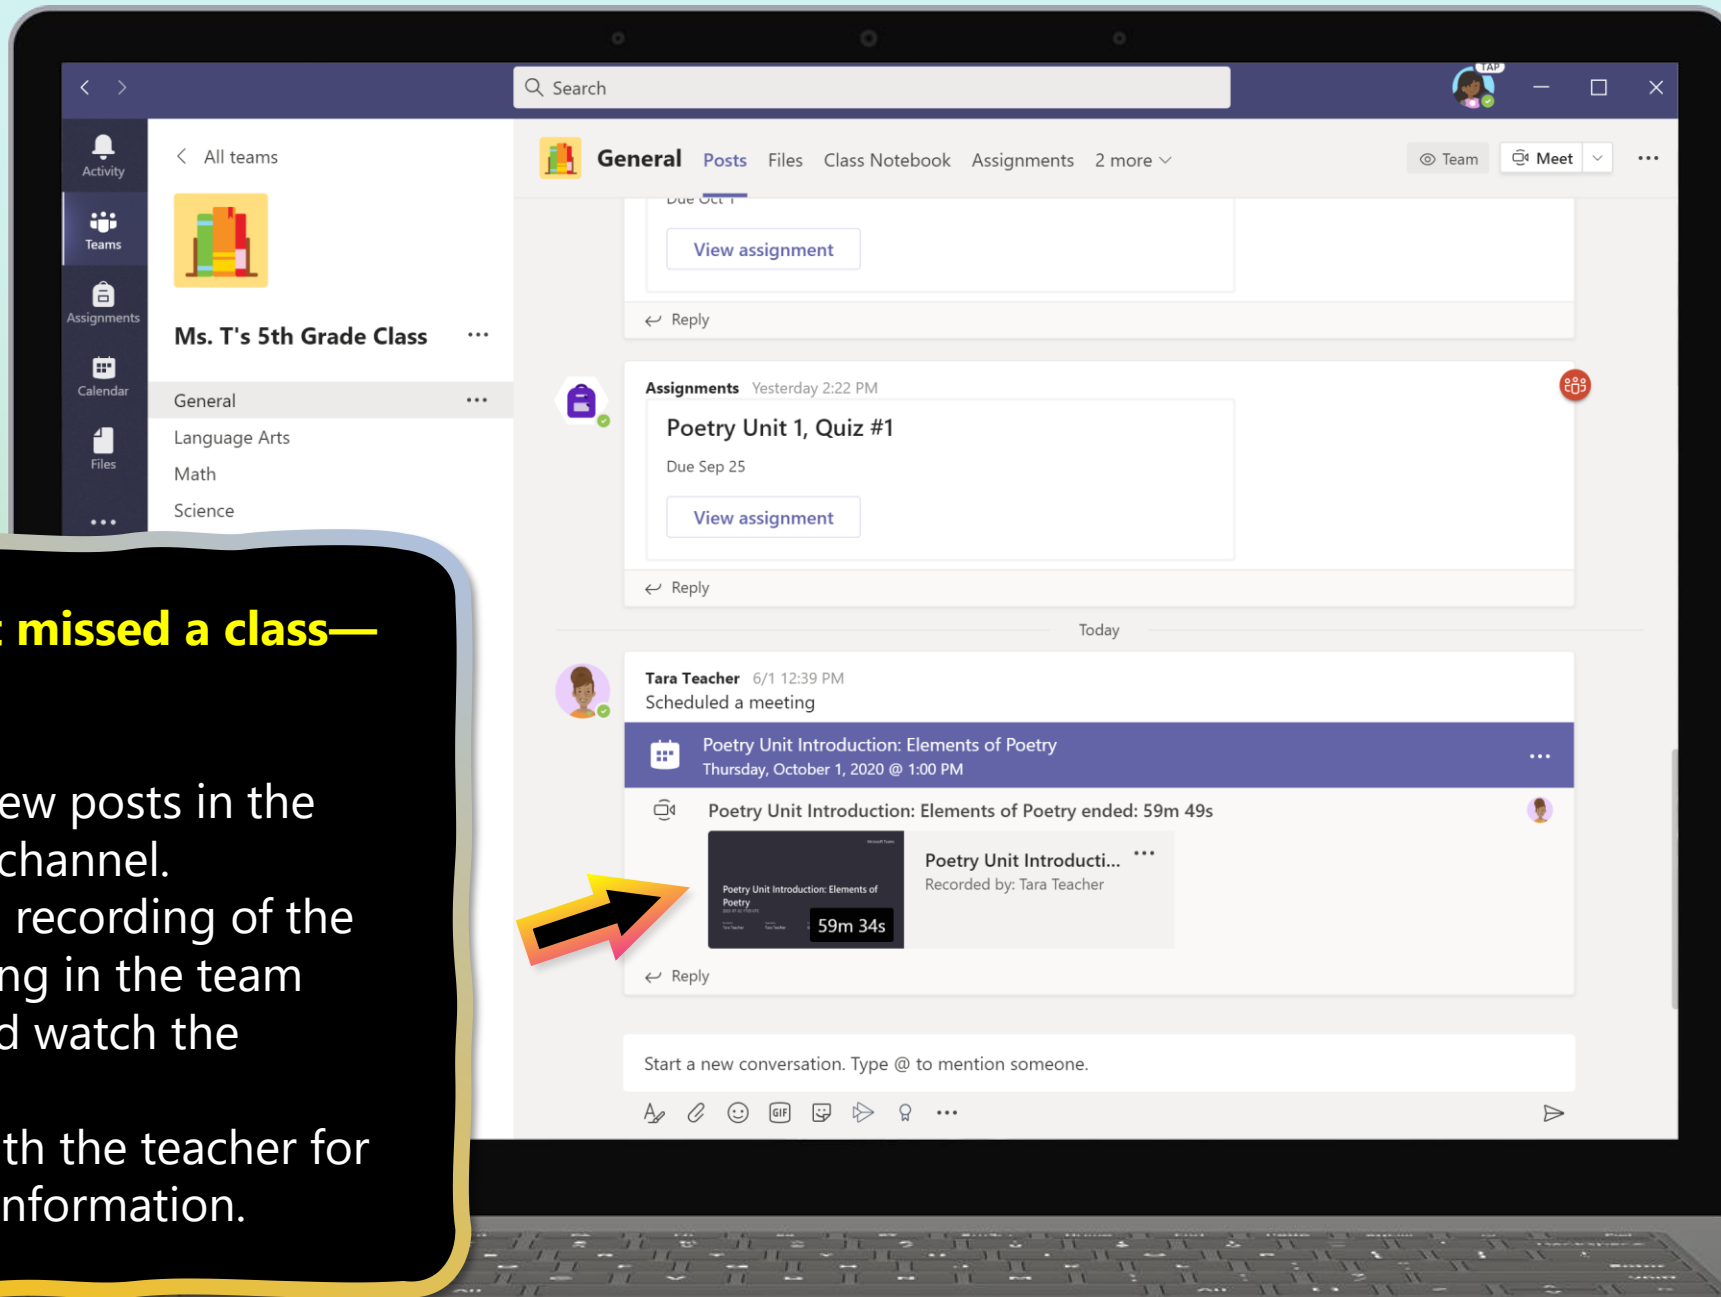 Search
TAP
Activity
Teams
Assignments
Calendar
Files
All teams
Ms. T's 5th Grade Class
General
Language Arts
Math
Science
General Posts Files Class Notebook Assignments 2 more
Team
Meet
Due Oct 1
View assignment
Reply
Assignments Yesterday 2:22 PM
Poetry Unit 1, Quiz #1
Due Sep 25
View assignment
Reply
Today
Tara Teacher 6/1 12:39 PM
Scheduled a meeting
Poetry Unit Introduction: Elements of Poetry
Thursday, October 1, 2020 @ 1:00 PM
Poetry Unit Introduction: Elements of Poetry ended: 59m 49s
Poetry Unit Introduction: Elements of
Poetry
59m 34s
Poetry Unit Introducti...
Recorded by: Tara Teacher
Reply
Start a new conversation. Type @ to mention someone.
GIF
missed a class—
ew posts in the
channel.
recording of the
ng in the team
d watch the
th the teacher for
nformation.